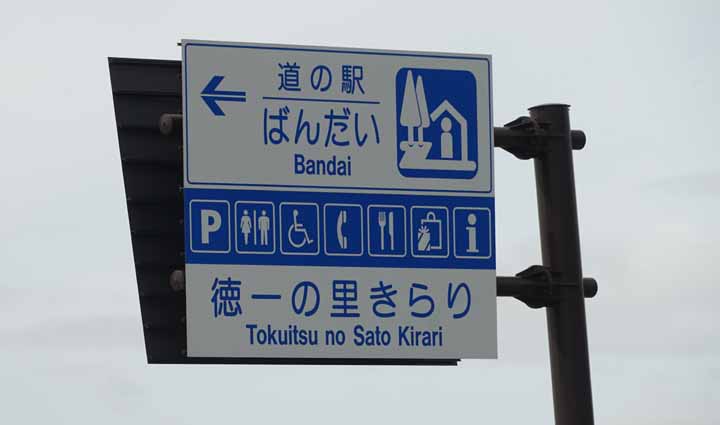 道の駅
ばんだい
Bandai
P i
徳一の里きらり
Tokuitsu no Sato Kirari